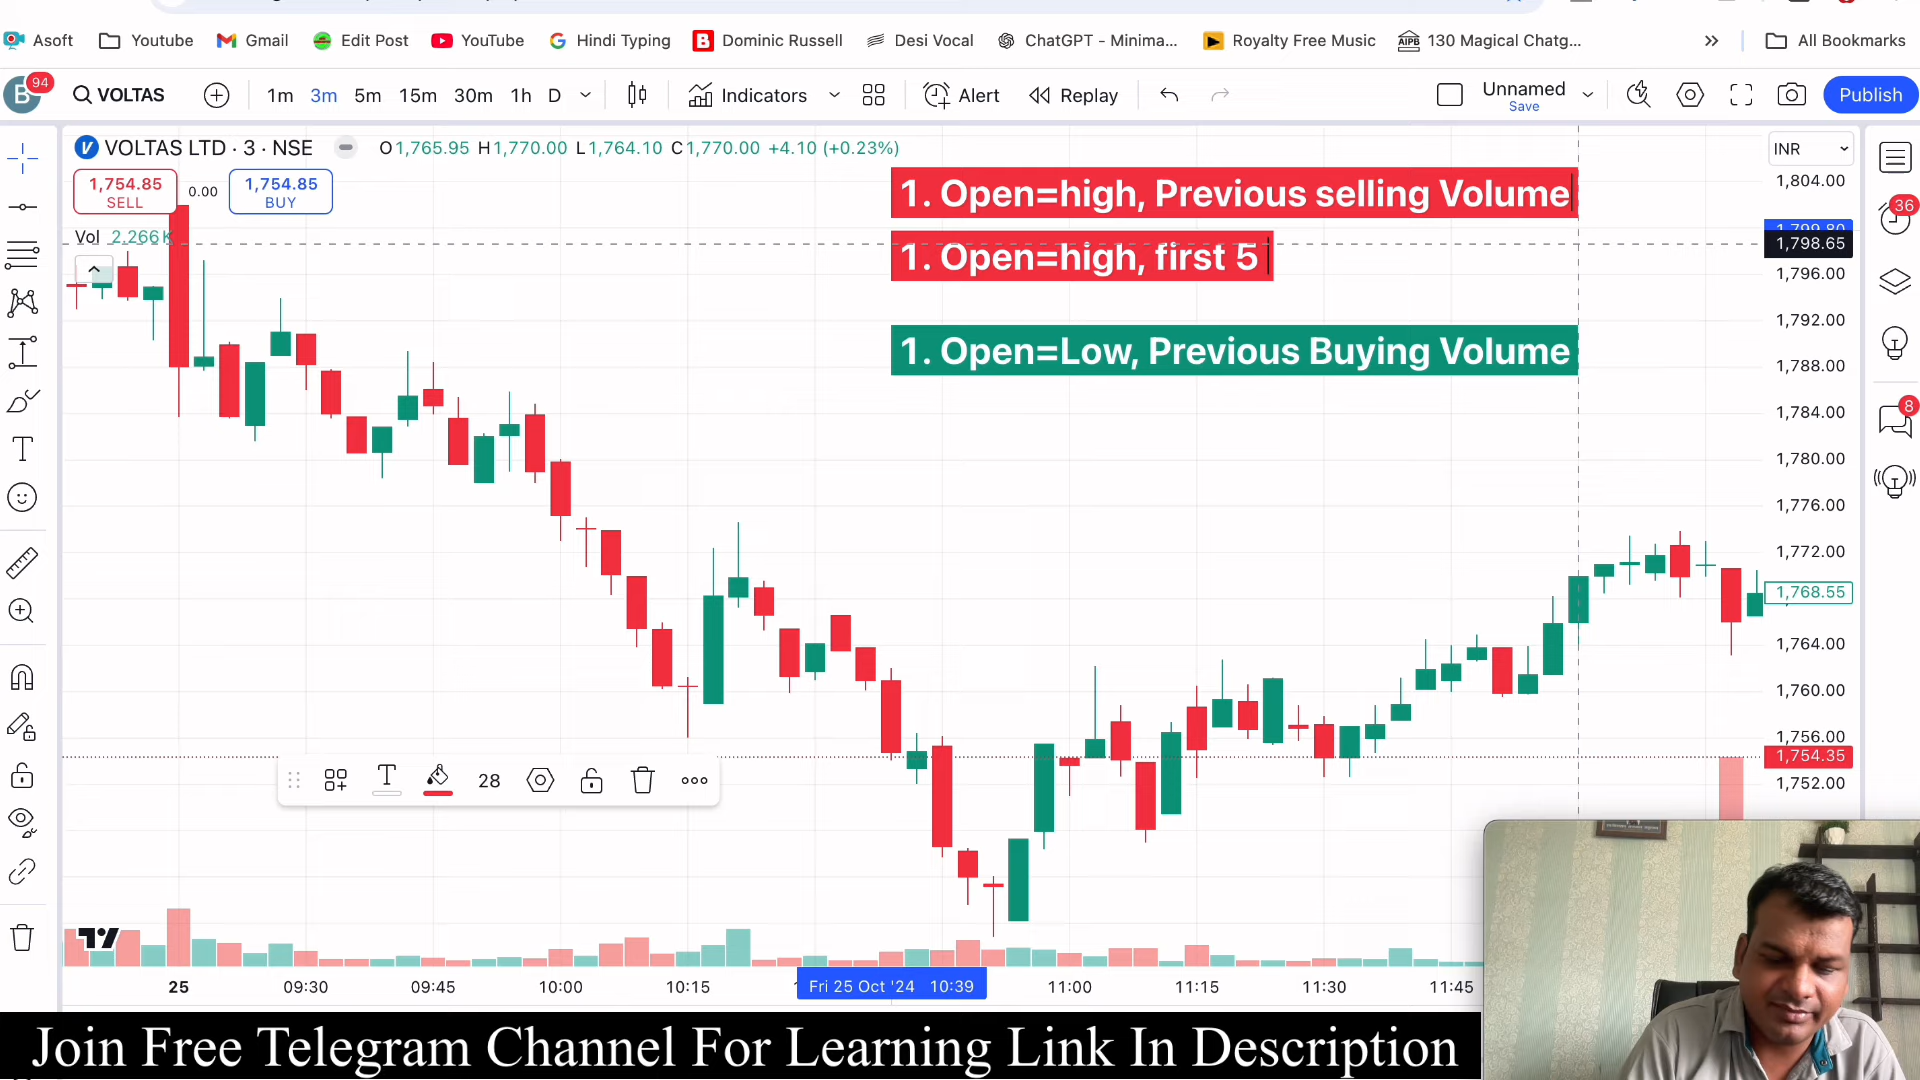 Asoft Youtube Gmail Edit Post YouTube Hindi Typing Dominic Russell Desi Vocal ChatGPT - Minima... Royalty Free Music 130 Magical Chatg... All Bookmarks
B 94 VOLTAS 1m 3m 5m 15m 30m 1h D Indicators Alert Replay Unnamed Save Publish
VOLTAS LTD · 3 · NSE O1,765.95 H1,770.00 L1,764.10 C1,770.00 +4.10 (+0.23%)
INR
1,754.85 SELL 0.00 1,754.85 BUY
1. Open=high, Previous selling Volume
1,804.00
36
Vol 2.266K
1. Open=high, first 5
1,799.80
1,798.65
1,796.00
1,792.00
1. Open=Low, Previous Buying Volume
1,788.00
1,784.00
8
1,780.00
1,776.00
1,772.00
1,768.55
1,764.00
1,760.00
1,756.00
1,754.35
1,752.00
T 28
25 09:30 09:45 10:00 10:15 Fri 25 Oct '24 10:39 11:00 11:15 11:30 11:45
Join Free Telegram Channel For Learning Link In Description